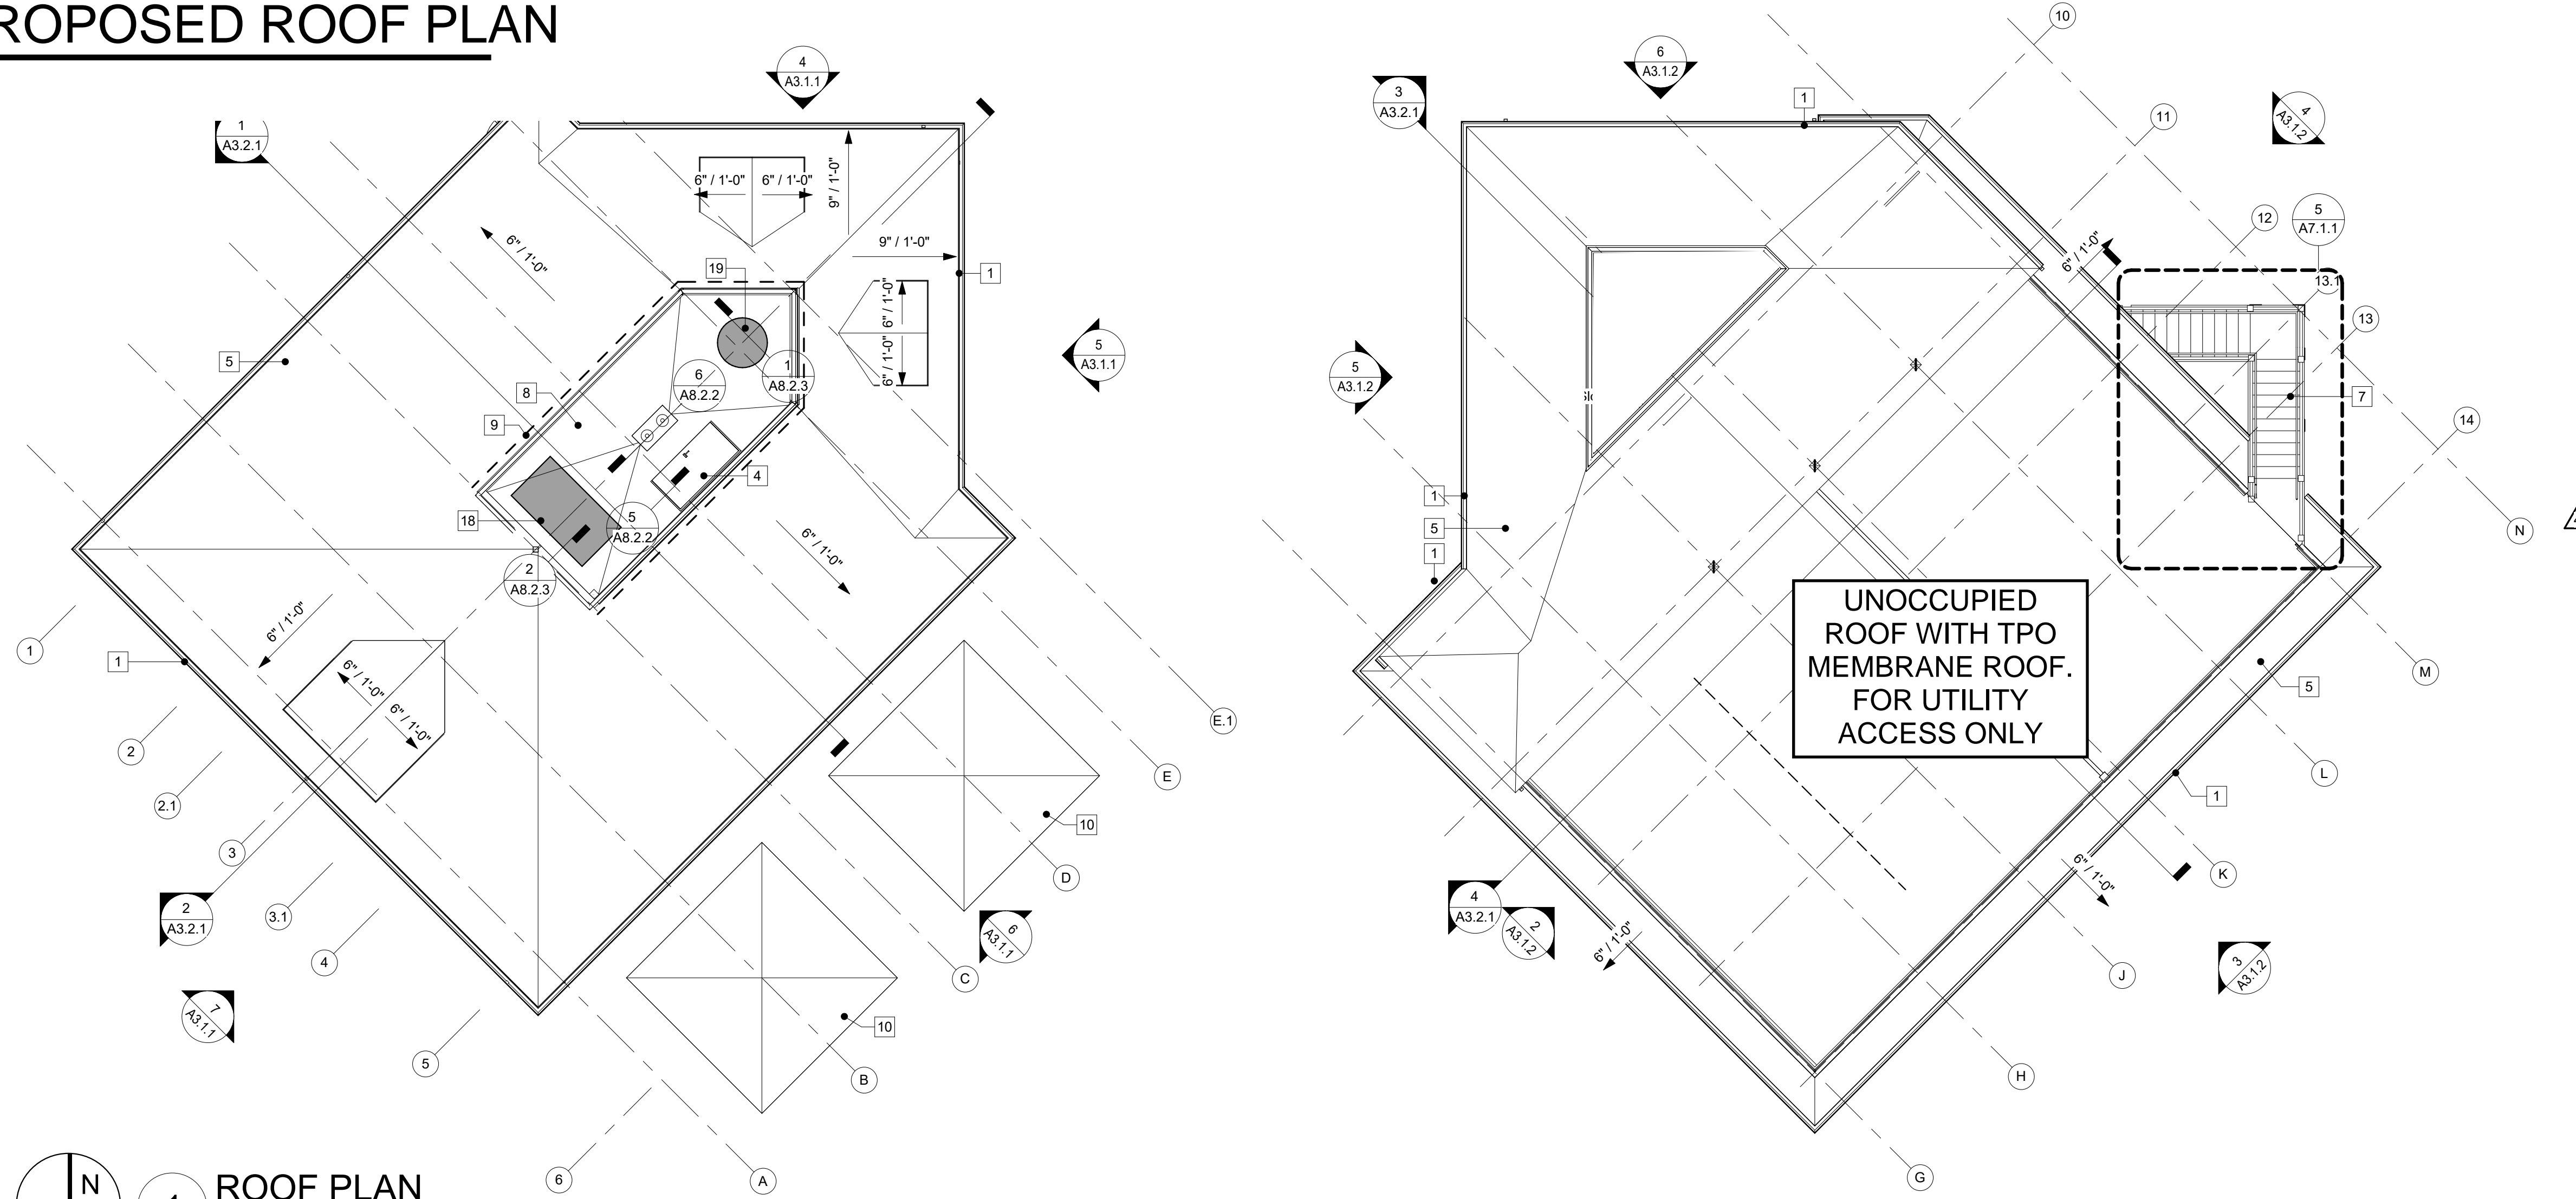 ROPOSED ROOF PLAN
4
A3.1.1
6
A3.1.2
10
3
A3.2.1
1
11
4
A3.1.2
1
A3.2.1
6" / 1'-0"
6" / 1'-0"
9" / 1'-0"
9" / 1'-0"
6" / 1'-0"
12
5
A7.1.1
6" / 1'-0"
13.1
13
19
1
6" / 1'-0"
6" / 1'-0"
5
A3.1.1
5
A3.1.2
5
8
9
6
A8.2.2
1
A8.2.3
4
18
5
A8.2.2
2
A8.2.3
6" / 1'-0"
7
14
N
1
5
1
UNOCCUPIED
ROOF WITH TPO
MEMBRANE ROOF.
FOR UTILITY
ACCESS ONLY
6" / 1'-0"
1
1
6" / 1'-0"
6" / 1'-0"
2
2.1
3
3.1
4
5
6
E.1
E
D
C
B
A
10
10
2
A3.2.1
7
A3.1.1
6
A3.1.1
M
5
L
1
K
6" / 1'-0"
J
H
G
4
A3.2.1
2
A3.1.2
6" / 1'-0"
3
A3.1.2
N
ROOF PLAN